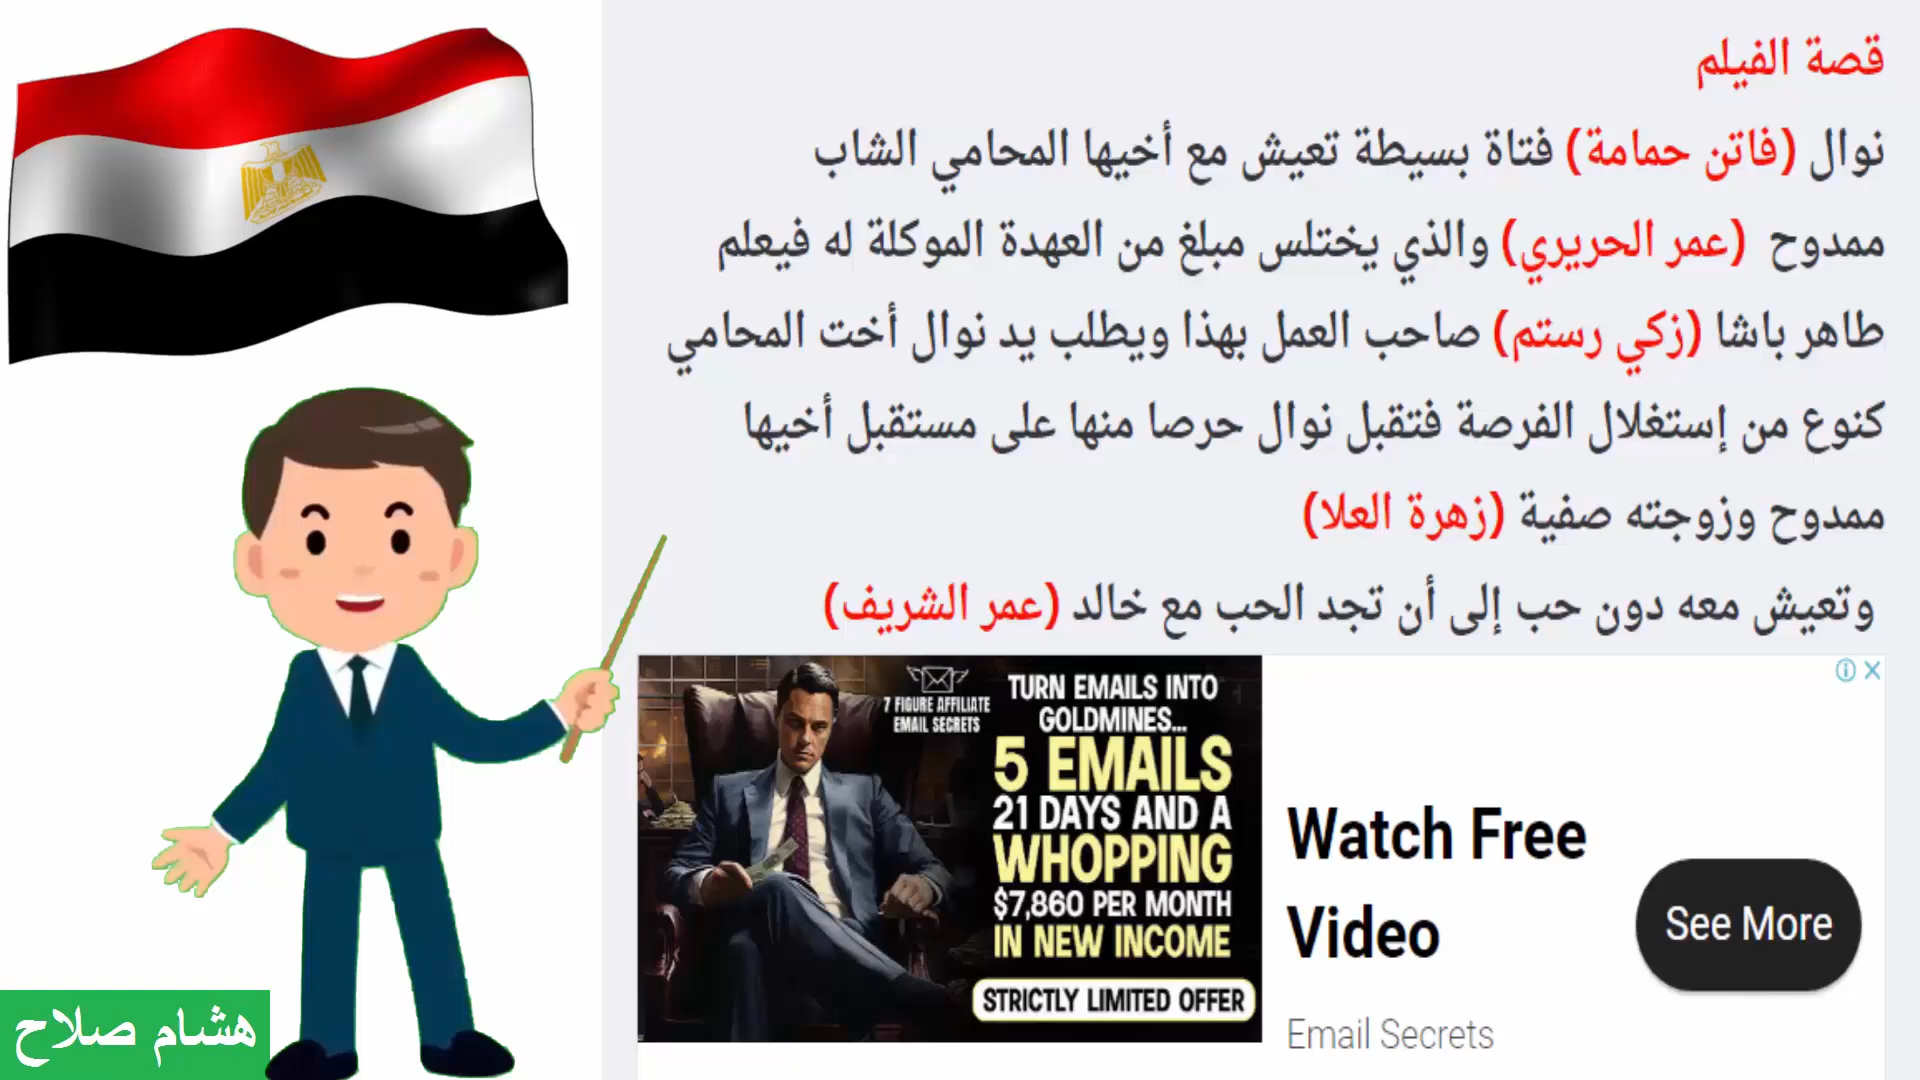 قصة الفيلم
نوال (فاتن حمامة) فتاة بسيطة تعيش مع أخيها المحامي الشاب
ممدوح (عمر الحريري) والذي يختلس مبلغ من العهدة الموكلة له فيعلم
طاهر باشا (زكي رستم) صاحب العمل بهذا ويطلب يد نوال أخت المحامي
كنوع من إستغلال الفرصة فتقبل نوال حرصا منها على مستقبل أخيها
ممدوح وزوجته صفية (زهرة العلا)
وتعيش معه دون حب إلى أن تجد الحب مع خالد (عمر الشريف)
7 FIGURE AFFILIATE
EMAIL SECRETS
TURN EMAILS INTO
GOLDMINES...
5 EMAILS
21 DAYS AND A
WHOPPING
$7,860 PER MONTH
IN NEW INCOME
STRICTLY LIMITED OFFER
Watch Free
Video
See More
Email Secrets
هشام صلاح